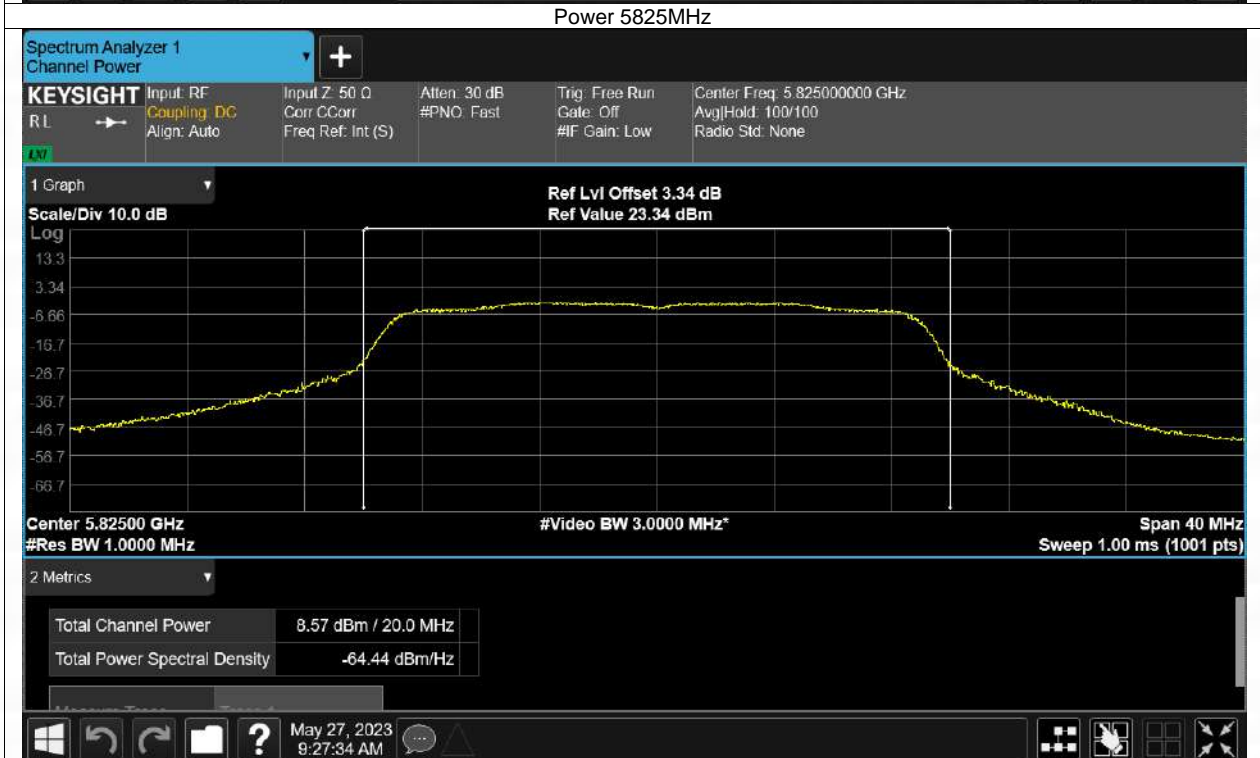 Power 5825MHz
Spectrum Analyzer 1
Channel Power
+
KEYSIGHT
Input: RF
Input Z: 50 Ω
Atten: 30 dB
Trig: Free Run
Center Freq: 5.825000000 GHz
R L
Coupling: DC
Corr CCorr
#PNO: Fast
Gate: Off
Avg|Hold: 100/100
Align: Auto
Freq Ref: Int (S)
#IF Gain: Low
Radio Std: None
LXI
1 Graph
Ref Lvl Offset 3.34 dB
Scale/Div 10.0 dB
Ref Value 23.34 dBm
Log
13.3
3.34
-6.66
-16.7
-26.7
-36.7
-46.7
-56.7
-66.7
Center 5.82500 GHz
#Video BW 3.0000 MHz*
Span 40 MHz
#Res BW 1.0000 MHz
Sweep 1.00 ms (1001 pts)
2 Metrics
Total Channel Power 8.57 dBm / 20.0 MHz
Total Power Spectral Density -64.44 dBm/Hz
?
May 27, 2023
9:27:34 AM